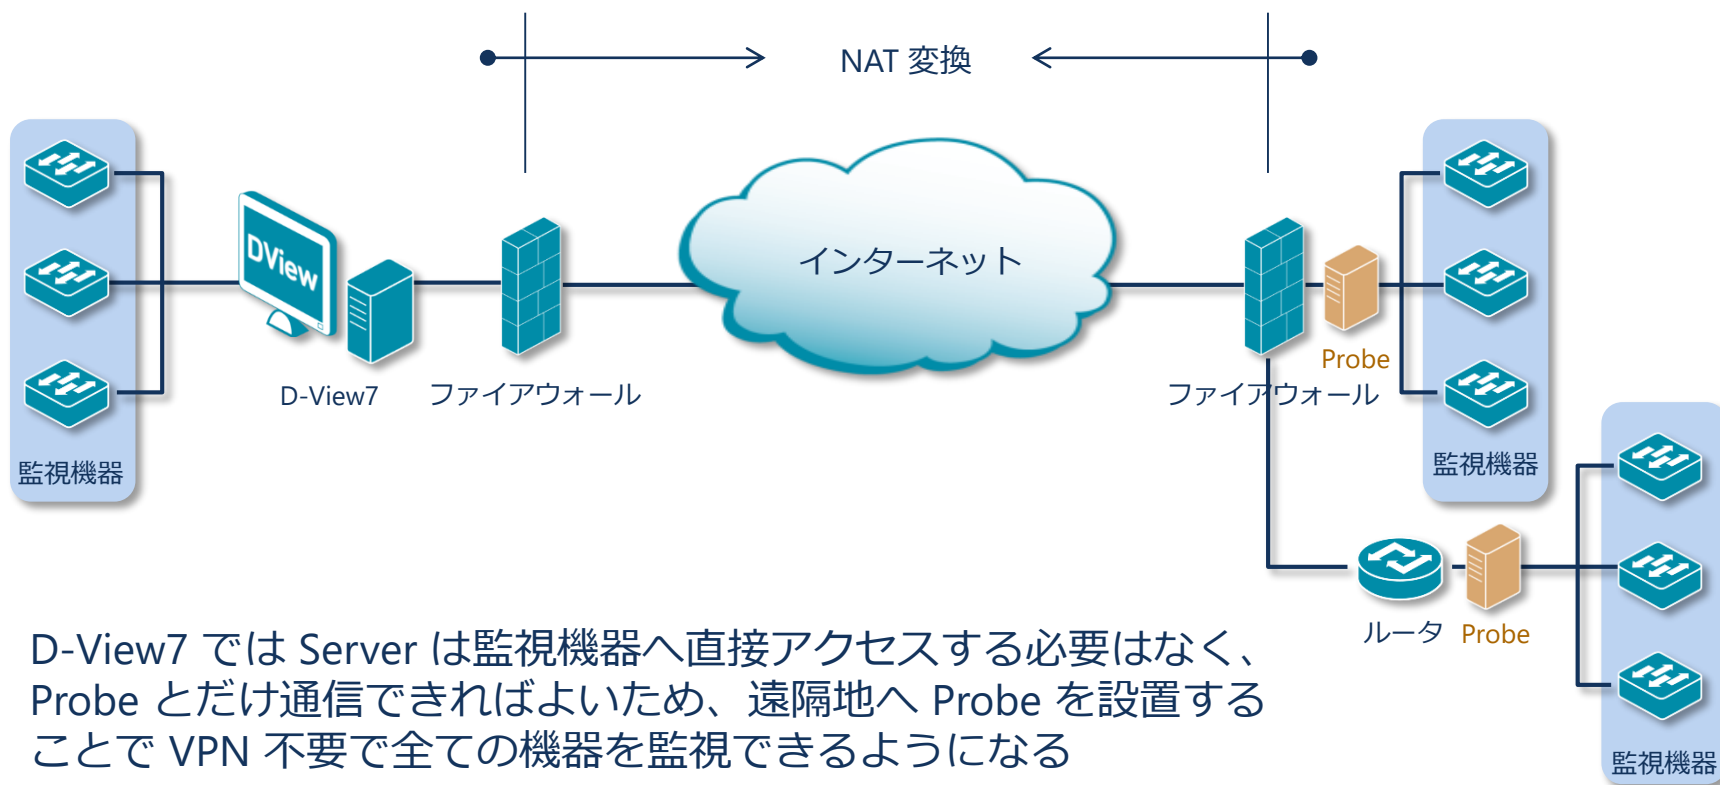 NAT 変換
DView
インターネット
D-View7
ファイアウォール
ファイアウォール
Probe
監視機器
監視機器
ルータ
Probe
監視機器
D-View7 では Server は監視機器へ直接アクセスする必要はなく、
Probe とだけ通信できればよいため、遠隔地へ Probe を設置する
ことで VPN 不要で全ての機器を監視できるようになる